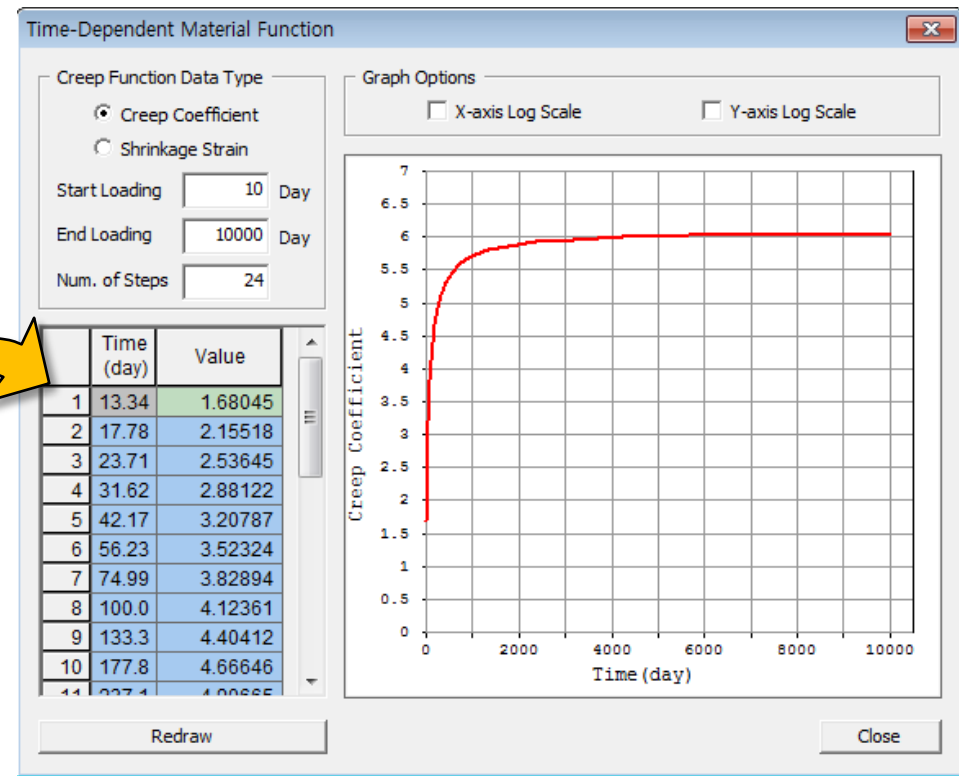 Time-Dependent Material Function
Creep Function Data Type
Creep Coefficient
Shrinkage Strain
Start Loading 10 Day
End Loading 10000 Day
Num. of Steps 24
Time (day) Value
1 13.34 1.68045
2 17.78 2.15518
3 23.71 2.53645
4 31.62 2.88122
5 42.17 3.20787
6 56.23 3.52324
7 74.99 3.82894
8 100.0 4.12361
9 133.3 4.40412
10 177.8 4.66646
Redraw
Graph Options
X-axis Log Scale Y-axis Log Scale
7
6.5
6
5.5
5
4.5
4
3.5
3
2.5
2
1.5
1
0.5
0
Creep Coefficient
0 2000 4000 6000 8000 10000
Time(day)
Close